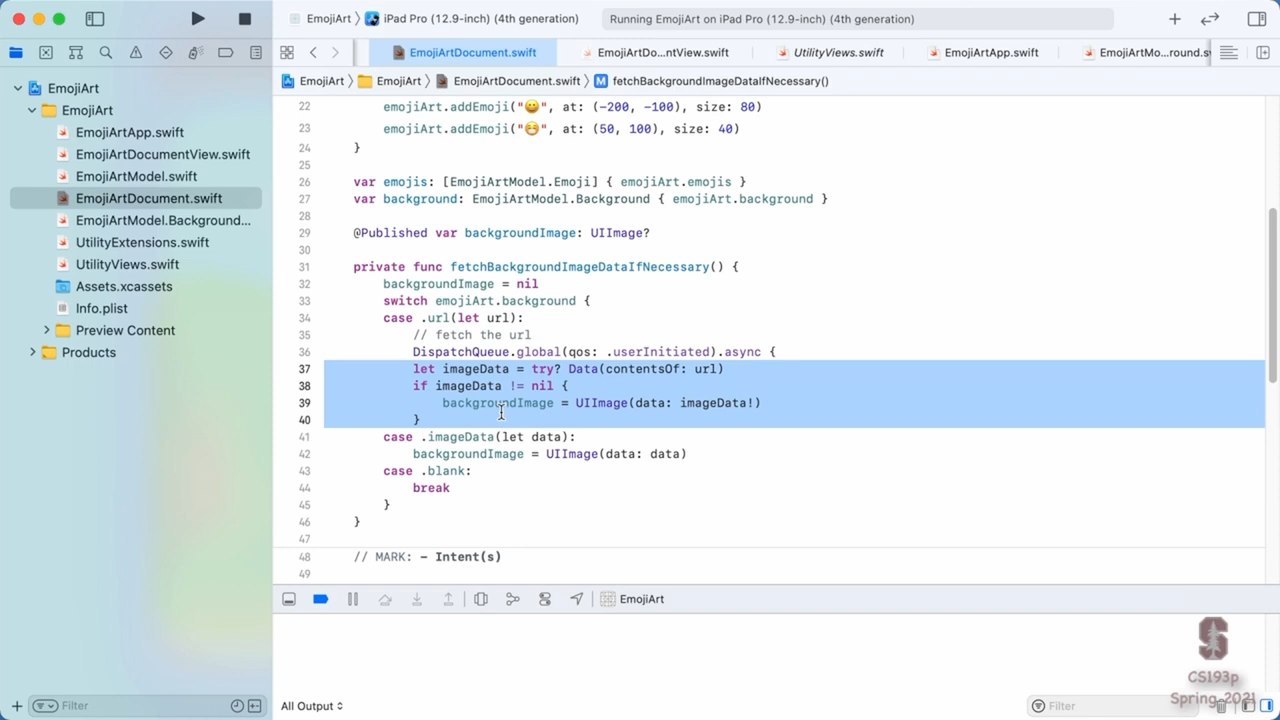 EmojiArt 〉 iPad Pro (12.9-inch) (4th generation)
Running EmojiArt on iPad Pro (12.9-inch) (4th generation)
EmojiArtDocument.swift
EmojiArtDo...ntView.swift
UtilityViews.swift
EmojiArtApp.swift
EmojiArtMo...round.sv
EmojiArt 〉 EmojiArt 〉 EmojiArtDocument.swift 〉 M fetchBackgroundImageDataIfNecessary()
EmojiArt
EmojiArt
EmojiArtApp.swift
EmojiArtDocumentView.swift
EmojiArtModel.swift
EmojiArtDocument.swift
EmojiArtModel.Background...
UtilityExtensions.swift
UtilityViews.swift
Assets.xcassets
Info.plist
Preview Content
Products
Filter
22 emojiArt.addEmoji("😀", at: (-200, -100), size: 80)
23 emojiArt.addEmoji("😷", at: (50, 100), size: 40)
24 }
25
26 var emojis: [EmojiArtModel.Emoji] { emojiArt.emojis }
27 var background: EmojiArtModel.Background { emojiArt.background }
28
29 @Published var backgroundImage: UIImage?
30
31 private func fetchBackgroundImageDataIfNecessary() {
32 backgroundImage = nil
33 switch emojiArt.background {
34 case .url(let url):
35 // fetch the url
36 DispatchQueue.global(qos: .userInitiated).async {
37 let imageData = try? Data(contentsOf: url)
38 if imageData != nil {
39 backgroundImage = UIImage(data: imageData!)
40 }
41 case .imageData(let data):
42 backgroundImage = UIImage(data: data)
43 case .blank:
44 break
45 }
46 }
47
48 // MARK: - Intent(s)
49
EmojiArt
All Output
Filter
S
CS193p
Spring 2021